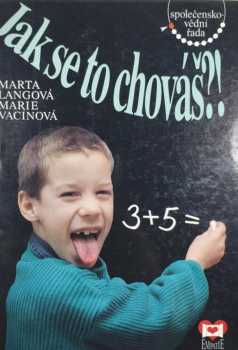 společensko-
vědní
řada
Jak se to chováš?!
MARTA
LANGOVÁ
MARIE
VACÍNOVÁ
3+5=